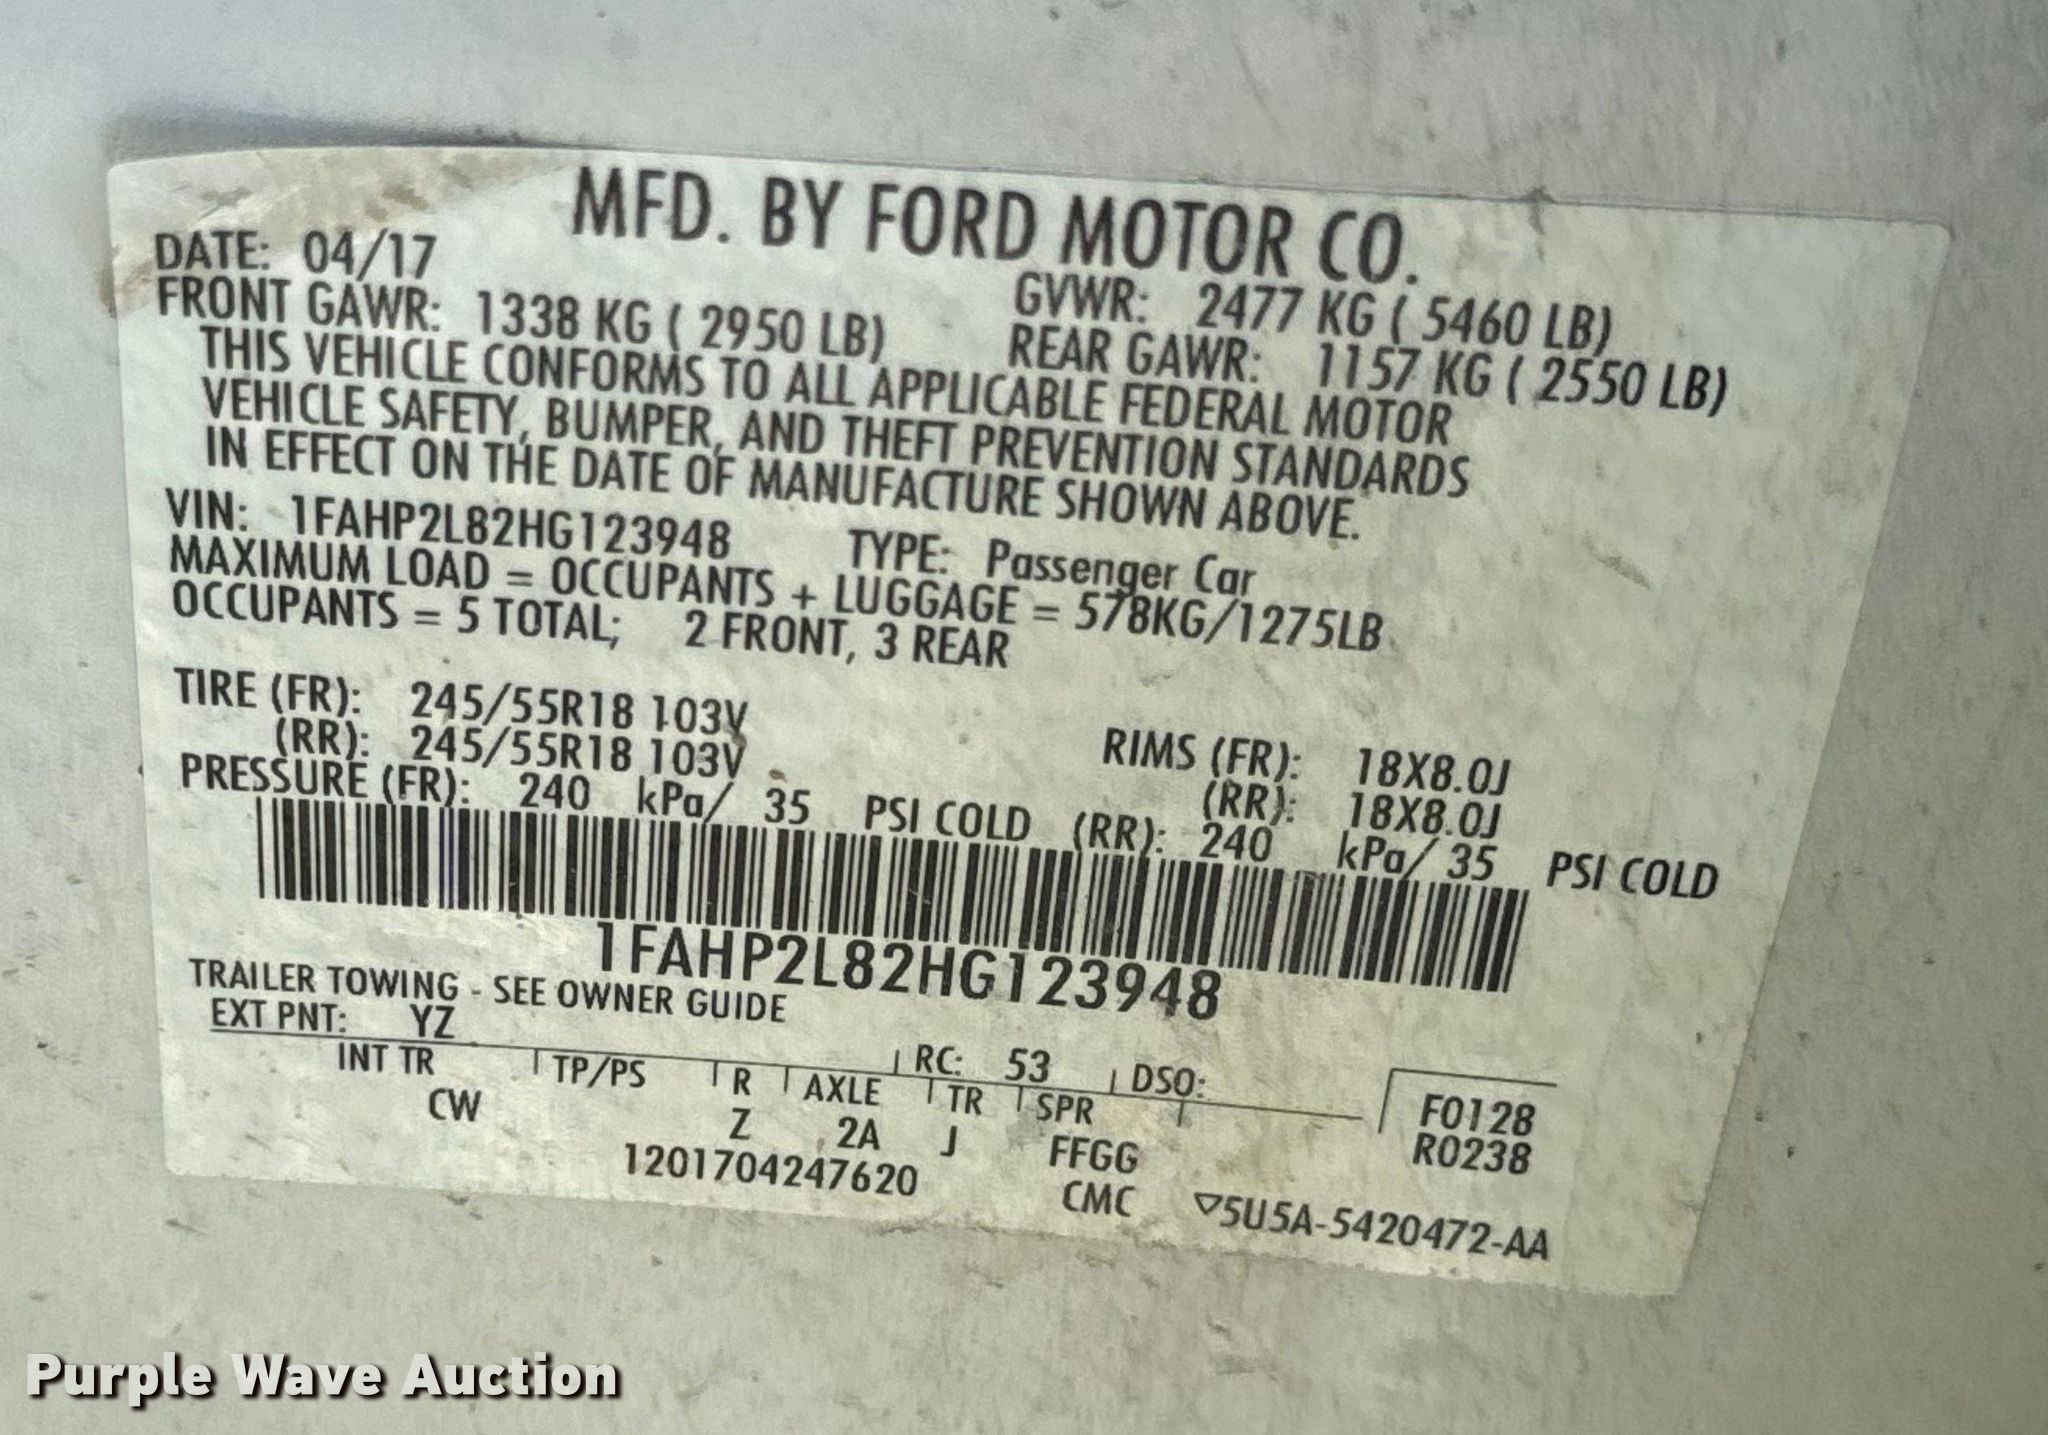 MFD. BY FORD MOTOR CO.
DATE: 04/17
GVWR: 2477 KG ( 5460 LB)
FRONT GAWR: 1338 KG ( 2950 LB)
REAR GAWR: 1157 KG ( 2550 LB)
THIS VEHICLE CONFORMS TO ALL APPLICABLE FEDERAL MOTOR
VEHICLE SAFETY, BUMPER, AND THEFT PREVENTION STANDARDS
IN EFFECT ON THE DATE OF MANUFACTURE SHOWN ABOVE.
VIN: 1FAHP2L82HG123948 TYPE: Passenger Car
MAXIMUM LOAD = OCCUPANTS + LUGGAGE = 578KG/1275LB
OCCUPANTS = 5 TOTAL; 2 FRONT, 3 REAR
TIRE (FR): 245/55R18 103V RIMS (FR): 18X8.0J
(RR): 245/55R18 103V (RR): 18X8.0J
PRESSURE (FR): 240 kPa/ 35 PSI COLD (RR): 240 kPa/ 35 PSI COLD
1FAHP2L82HG123948
TRAILER TOWING - SEE OWNER GUIDE
EXT PNT: YZ RC: 53 DSO:
INT TR TP/PS R AXLE TR SPR F0128
CW Z 2A J FFGG R0238
1201704247620 CMC ▽5U5A-5420472-AA
Purple Wave Auction